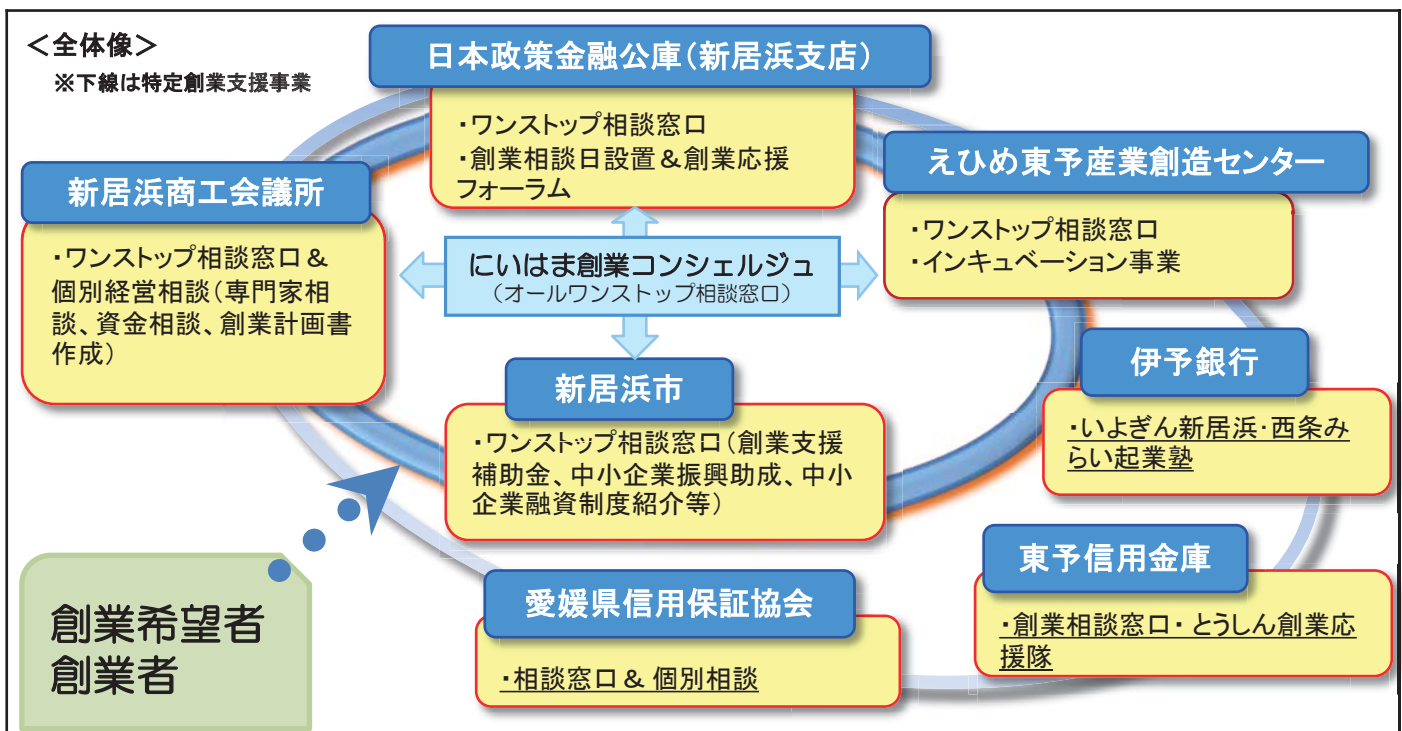 ＜全体像＞
※下線は特定創業支援事業
日本政策金融公庫（新居浜支店）
・ワンストップ相談窓口
・創業相談日設置＆創業応援
フォーラム
新居浜商工会議所
・ワンストップ相談窓口＆
個別経営相談（専門家相
談、資金相談、創業計画書
作成）
えひめ東予産業創造センター
・ワンストップ相談窓口
・インキュベーション事業
にいはま創業コンシェルジュ
（オールワンストップ相談窓口）
新居浜市
・ワンストップ相談窓口（創業支援
補助金、中小企業振興助成、中小
企業融資制度紹介等）
伊予銀行
・いよぎん新居浜・西条み
らい起業塾
東予信用金庫
・創業相談窓口・とうしん創業応
援隊
愛媛県信用保証協会
・相談窓口 & 個別相談
創業希望者
創業者